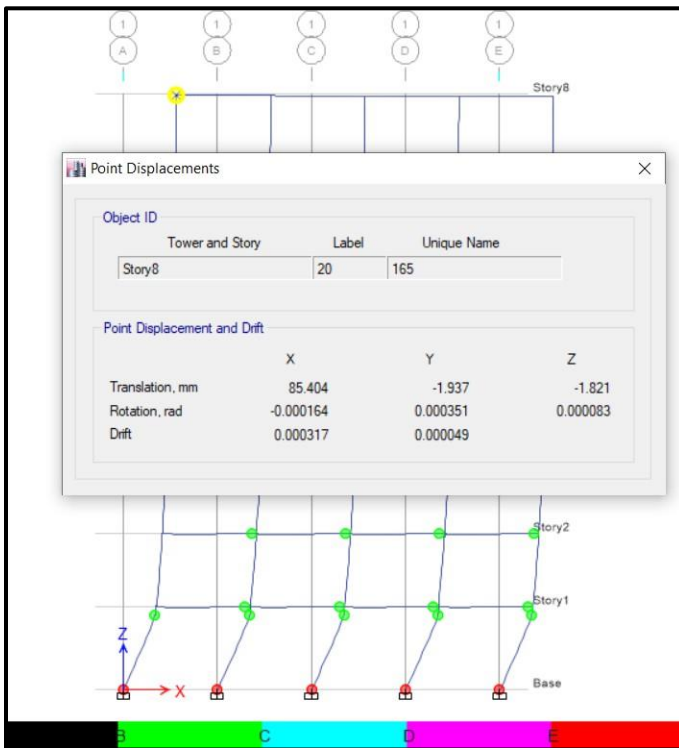 1 1 1 1 1
A B C D E
Story8
Point Displacements
Object ID
Tower and Story Label Unique Name
Story8 20 165
Point Displacement and Drift
X Y Z
Translation, mm 85.404 -1.937 -1.821
Rotation, rad -0.000164 0.000351 0.000083
Drift 0.000317 0.000049
Story2
Story1
Z
X
Base
B C D E